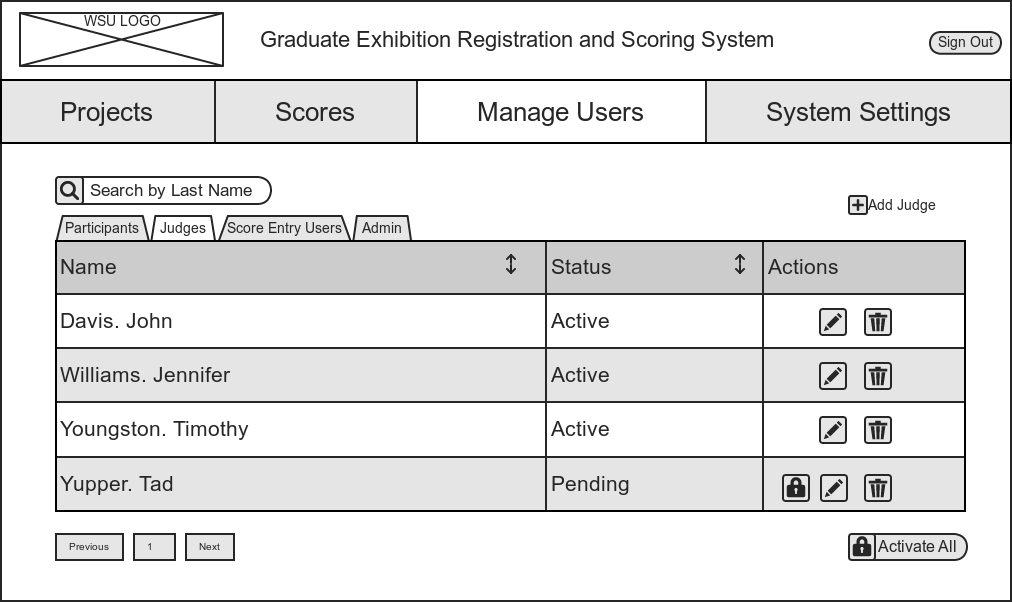 WSU LOGO
Graduate Exhibition Registration and Scoring System
Sign Out
Projects
Scores
Manage Users
System Settings
Search by Last Name
Add Judge
Participants
Judges
Score Entry Users
Admin
Name
Status
Actions
Davis. John
Active
Williams. Jennifer
Active
Youngston. Timothy
Active
Yupper. Tad
Pending
Previous
1
Next
Activate All